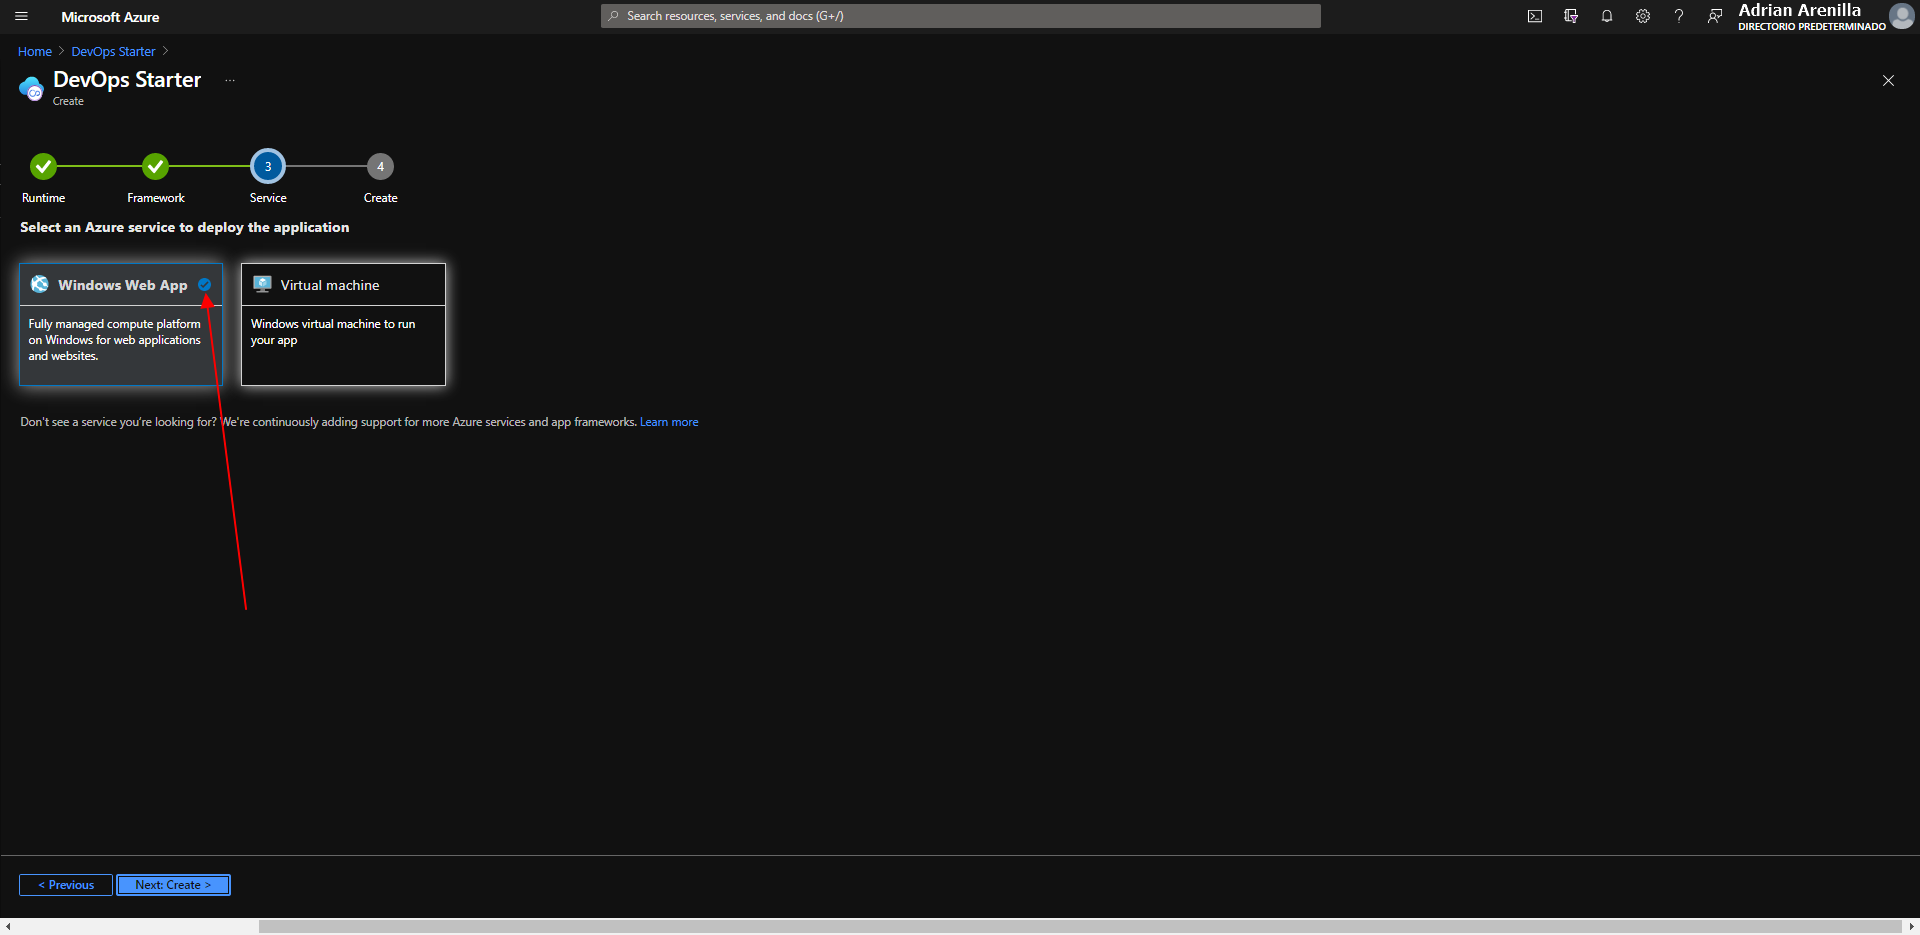 Microsoft Azure
Search resources, services, and docs (G+/)
Adrian Arenilla
DIRECTORIO PREDETERMINADO
Home > DevOps Starter >
DevOps Starter ...
Create
3
4
Runtime
Framework
Service
Create
Select an Azure service to deploy the application
Windows Web App
Fully managed compute platform
on Windows for web applications
and websites.
Virtual machine
Windows virtual machine to run
your app
Don't see a service you're looking for? We're continuously adding support for more Azure services and app frameworks. Learn more
< Previous
Next: Create >